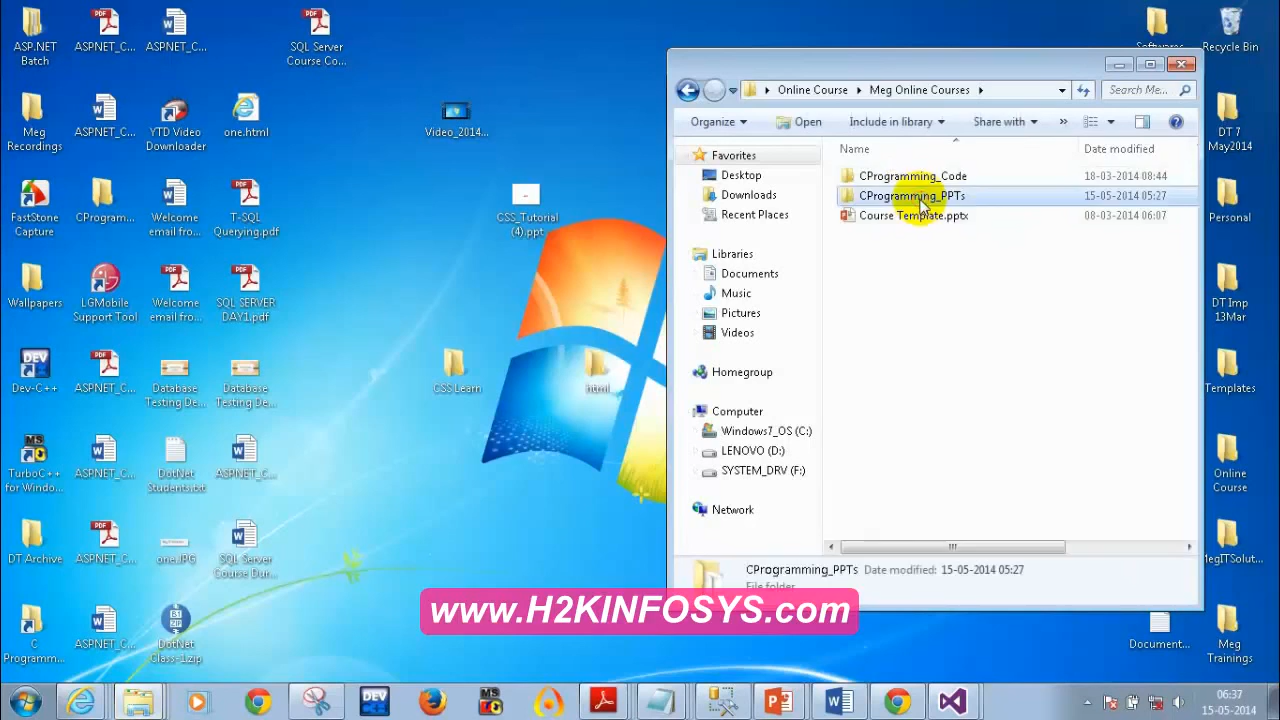 ASP.NET
Batch
ASPNET_C...
ASPNET_C...
SQL Server
Course Co...
Recycle Bin
Meg
Recordings
ASPNET_C...
YTD Video
Downloader
one.html
Video_2014...
DT 7
May2014
FastStone
Capture
CProgram...
Welcome
email fro...
T-SQL
Querying.pdf
CSS_Tutorial
(4).ppt
Personal
Wallpapers
LGMobile
Support Tool
Welcome
email fro...
SQL SERVER
DAY1.pdf
DT Imp
13Mar
Dev-C++
ASPNET_C...
Database
Testing De...
Database
Testing De...
CSS Learn
html
Templates
TurboC++
for Windo...
ASPNET_C...
DotNet
Students.txt
ASPNET_C...
Online
Course
DT Archive
ASPNET_C...
one.JPG
SQL Server
Course Dur...
MegITSolut...
C
Programm...
ASPNET_C...
DotNet
Class-1.zip
Document...
Meg
Trainings
Online Course
Meg Online Courses
Search Me...
Organize
Open
Include in library
Share with
»
Name
Date modified
Favorites
Desktop
Downloads
Recent Places
Libraries
Documents
Music
Pictures
Videos
Homegroup
Computer
Windows7_OS (C:)
LENOVO (D:)
SYSTEM_DRV (F:)
Network
CProgramming_Code 18-03-2014 08:44
CProgramming_PPTs 15-05-2014 05:27
Course Template.pptx 08-03-2014 06:07
CProgramming_PPTs Date modified: 15-05-2014 05:27
File folder
www.H2KINFOSYS.com
DEV
MS
06:37
15-05-2014